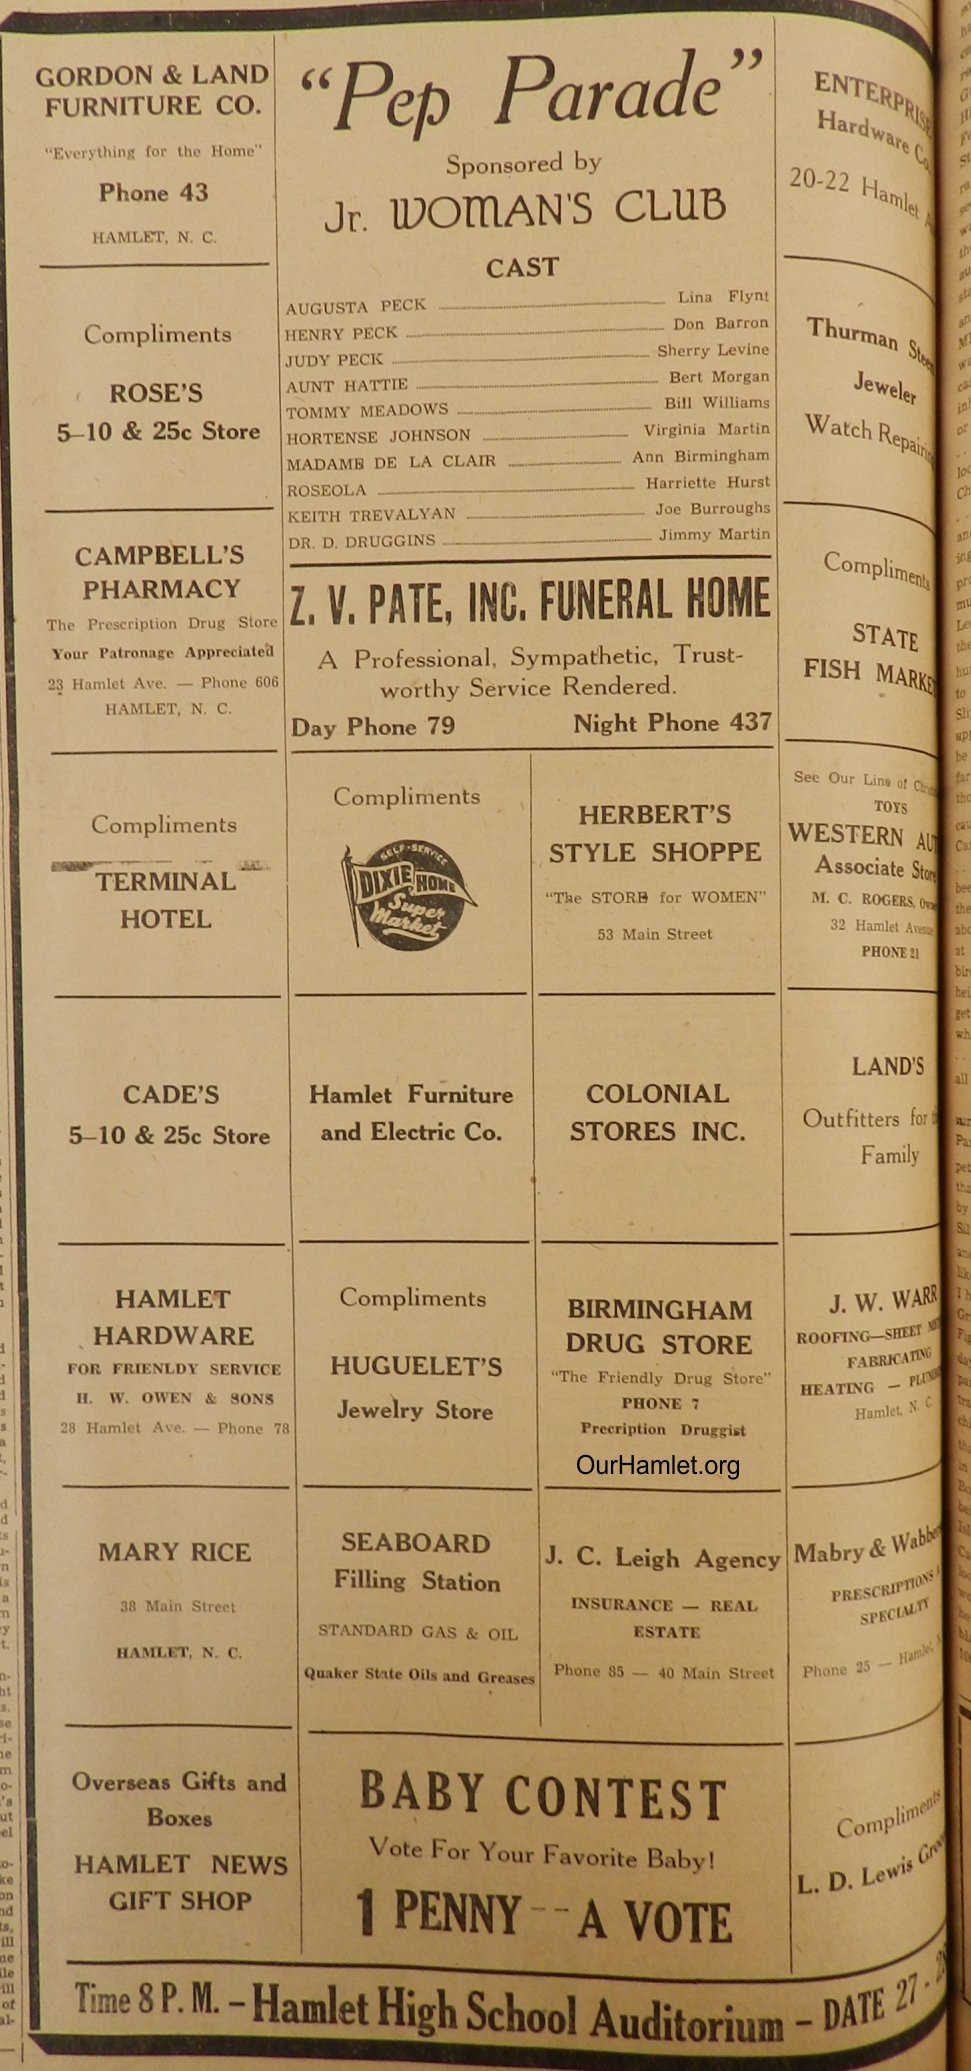 GORDON & LAND
FURNITURE CO.
"Everything for the Home"
Phone 43
HAMLET, N. C.
Compliments
ROSE'S
5–10 & 25c Store
CAMPBELL'S
PHARMACY
The Prescription Drug Store
Your Patronage Appreciated
23 Hamlet Ave. — Phone 606
HAMLET, N. C.
Compliments
TERMINAL
HOTEL
CADE'S
5–10 & 25c Store
HAMLET
HARDWARE
FOR FRIENLDY SERVICE
H. W. OWEN & SONS
28 Hamlet Ave. — Phone 78
MARY RICE
38 Main Street
HAMLET, N. C.
Overseas Gifts and
Boxes
HAMLET NEWS
GIFT SHOP
"Pep Parade"
Sponsored by
Jr. WOMAN'S CLUB
CAST
AUGUSTA PECK Lina Flynt
HENRY PECK Don Barron
JUDY PECK Sherry Levine
AUNT HATTIE Bert Morgan
TOMMY MEADOWS Bill Williams
HORTENSE JOHNSON Virginia Martin
MADAME DE LA CLAIR Ann Birmingham
ROSEOLA Harriette Hurst
KEITH TREVALYAN Joe Burroughs
DR. D. DRUGGINS Jimmy Martin
Z. V. PATE, INC. FUNERAL HOME
A Professional, Sympathetic, Trust-
worthy Service Rendered.
Day Phone 79 Night Phone 437
Compliments
SELF-SERVICE
DIXIE HOME
Super
Market
HERBERT'S
STYLE SHOPPE
"The STORE for WOMEN"
53 Main Street
Hamlet Furniture
and Electric Co.
COLONIAL
STORES INC.
Compliments
HUGUELET'S
Jewelry Store
BIRMINGHAM
DRUG STORE
"The Friendly Drug Store"
PHONE 7
Precription Druggist
OurHamlet.org
SEABOARD
Filling Station
STANDARD GAS & OIL
Quaker State Oils and Greases
J. C. Leigh Agency
INSURANCE — REAL
ESTATE
Phone 85 — 40 Main Street
BABY CONTEST
Vote For Your Favorite Baby!
1 PENNY -- A VOTE
ENTERPRISE
Hardware Co.
20-22 Hamlet
Thurman
Jeweler
Watch Repairing
Compliments
STATE
FISH MARKET
See Our Line of
TOYS
WESTERN
Associate Store
M. C. ROGERS,
32 Hamlet Avenue
PHONE 21
LAND'S
Outfitters for
Family
J. W. WARR
ROOFING—SHEET
FABRICATING
HEATING —
Hamlet, N. C.
Mabry &
PRESCRIPTIONS
SPECIALTY
Phone 25 — Hamlet,
Compliments
L. D. Lewis
Time 8 P. M. – Hamlet High School Auditorium – DATE 27 -